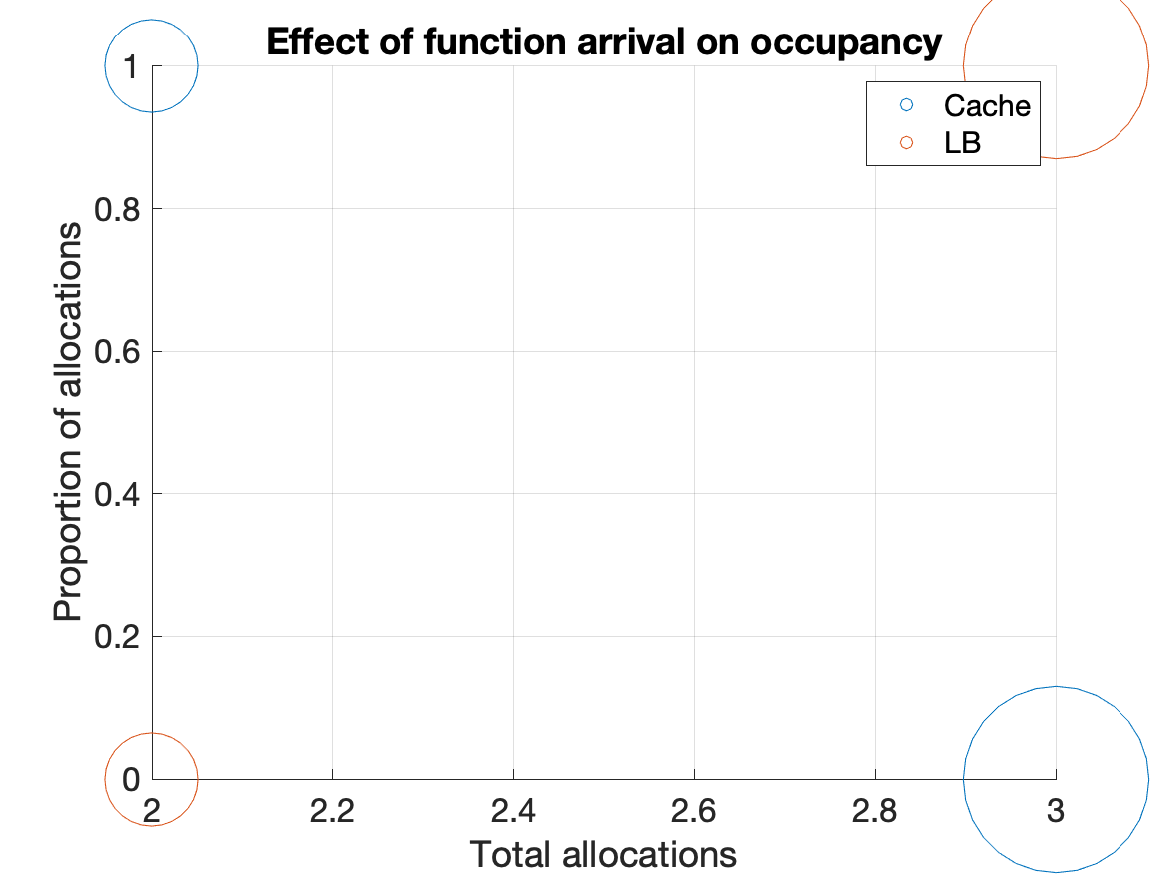 Effect of function arrival on occupancy
Cache
LB
Proportion of allocations
1
0.8
0.6
0.4
0.2
0
2
2.2
2.4
2.6
2.8
3
Total allocations